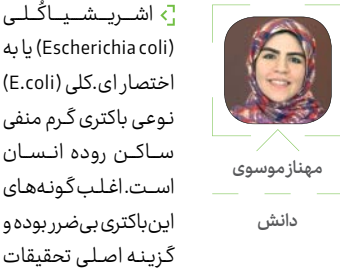 اشریشیاکُلی
(Escherichia coli) یا به
اختصار ای.کلی (E.coli)
نوعی باکتری گرم منفی
ساکن روده انسان
است. اغلب گونه‌های
این باکتری بی‌ضرر بوده و
گزینه اصلی تحقیقات
مهناز موسوی
دانش